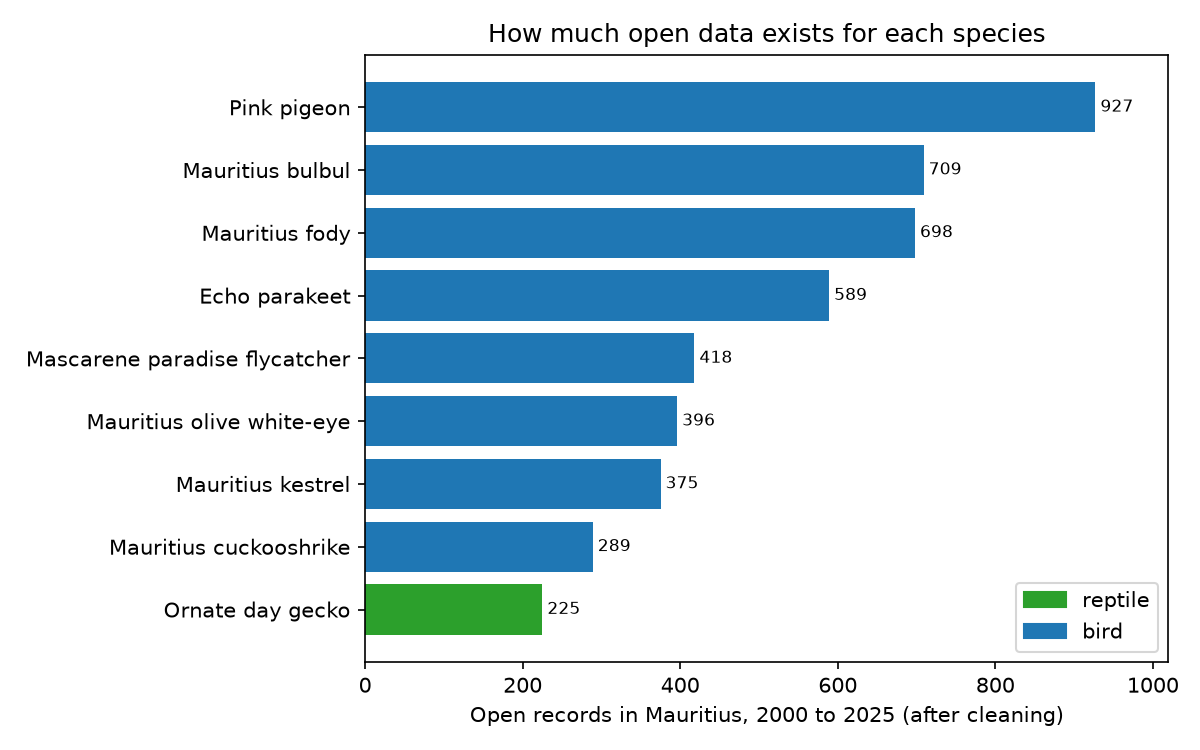 How much open data exists for each species
Pink pigeon 927
Mauritius bulbul 709
Mauritius fody 698
Echo parakeet 589
Mascarene paradise flycatcher 418
Mauritius olive white-eye 396
Mauritius kestrel 375
Mauritius cuckooshrike 289
Ornate day gecko 225
reptile
bird
0 200 400 600 800 1000
Open records in Mauritius, 2000 to 2025 (after cleaning)